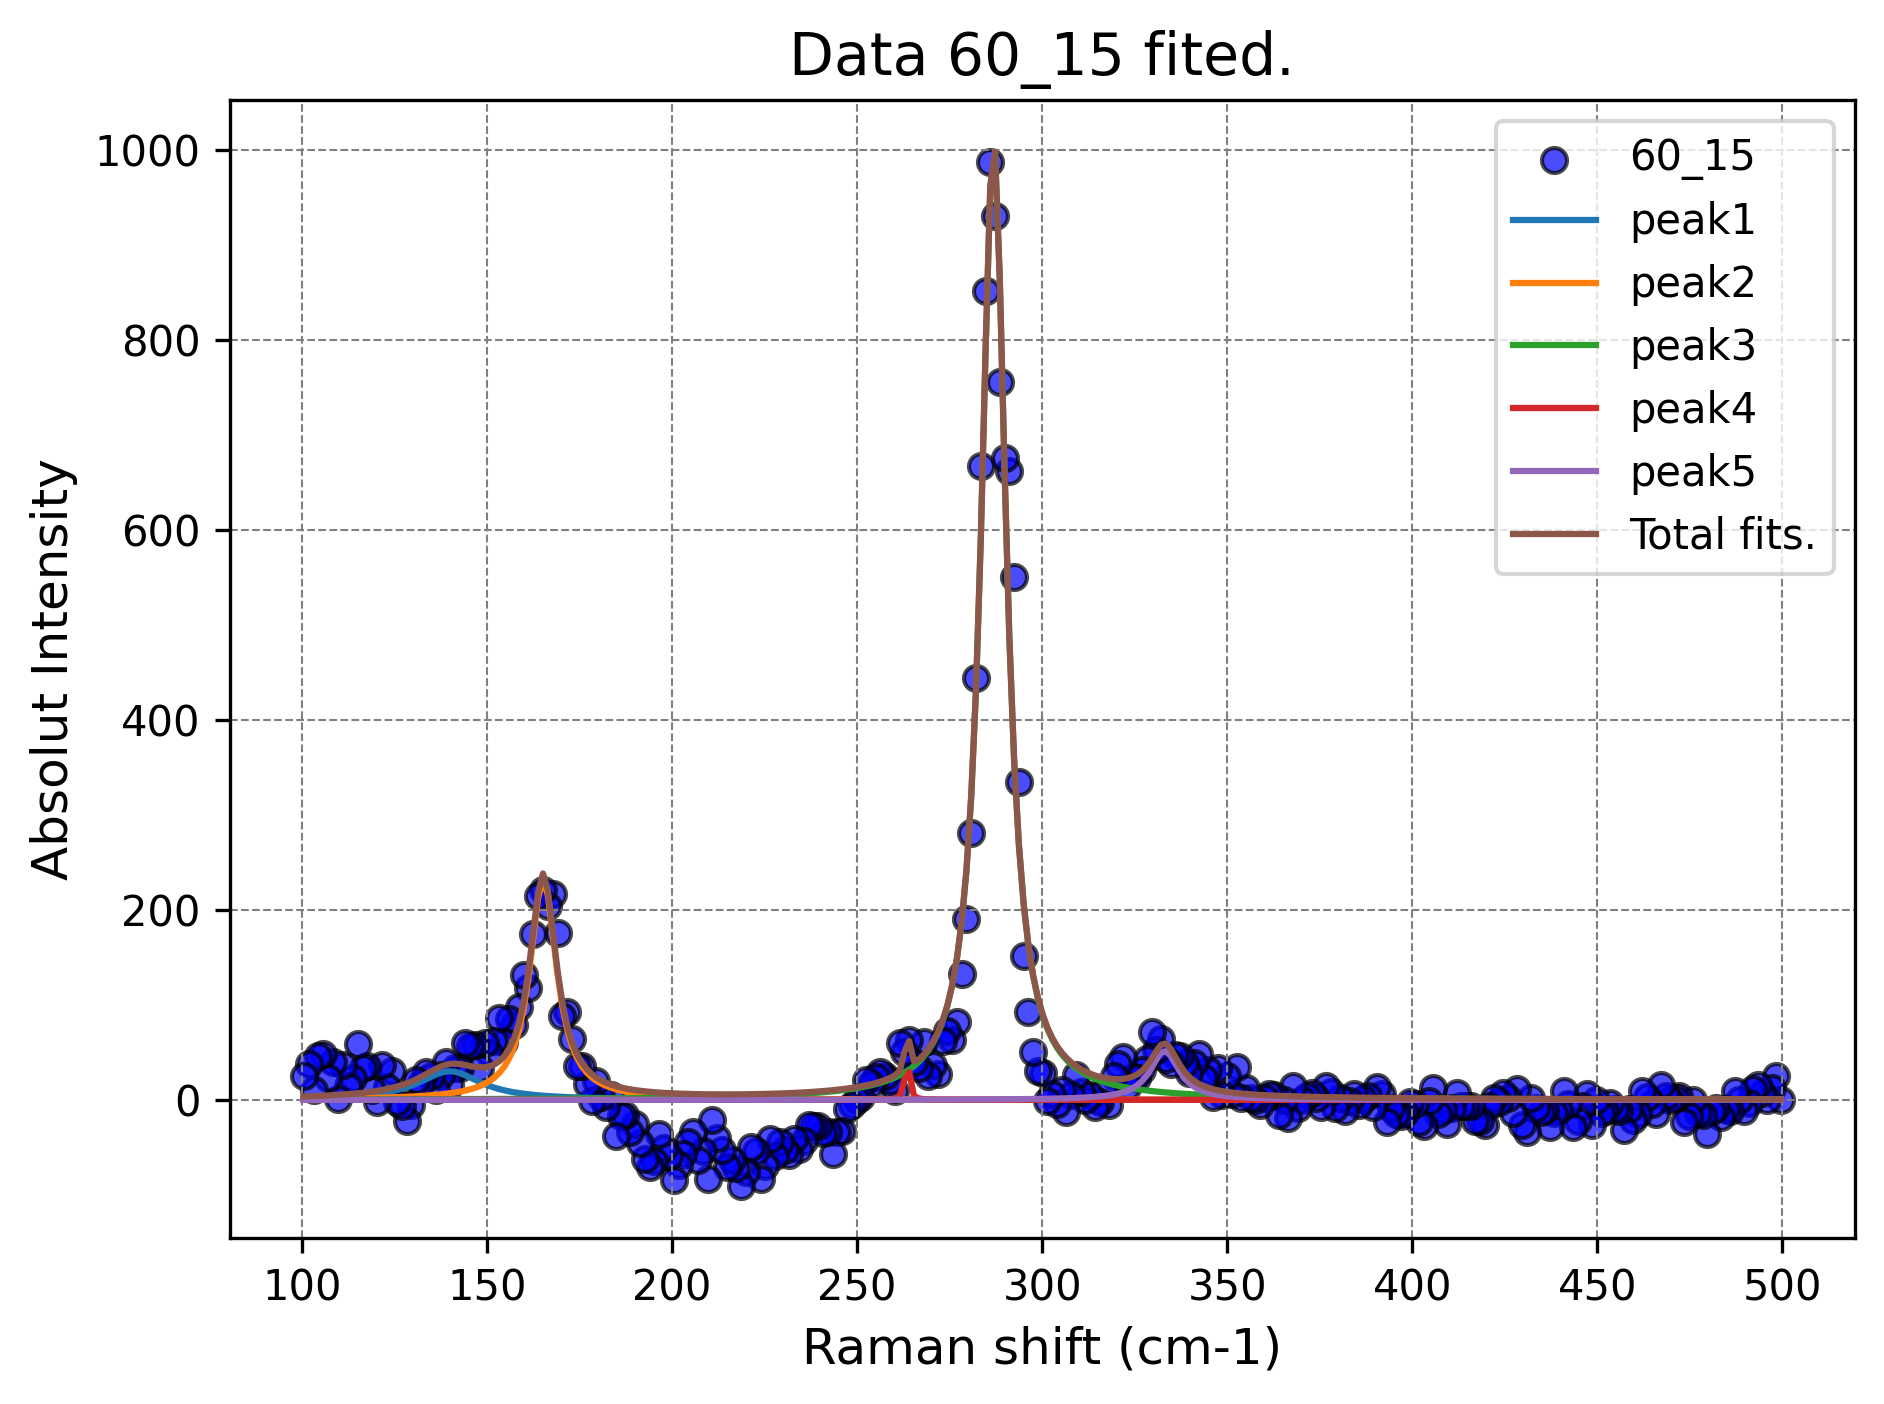 Data 60_15 fited.
1000
800
600
400
200
0
Absolut Intensity
100 150 200 250 300 350 400 450 500
Raman shift (cm-1)
60_15
peak1
peak2
peak3
peak4
peak5
Total fits.